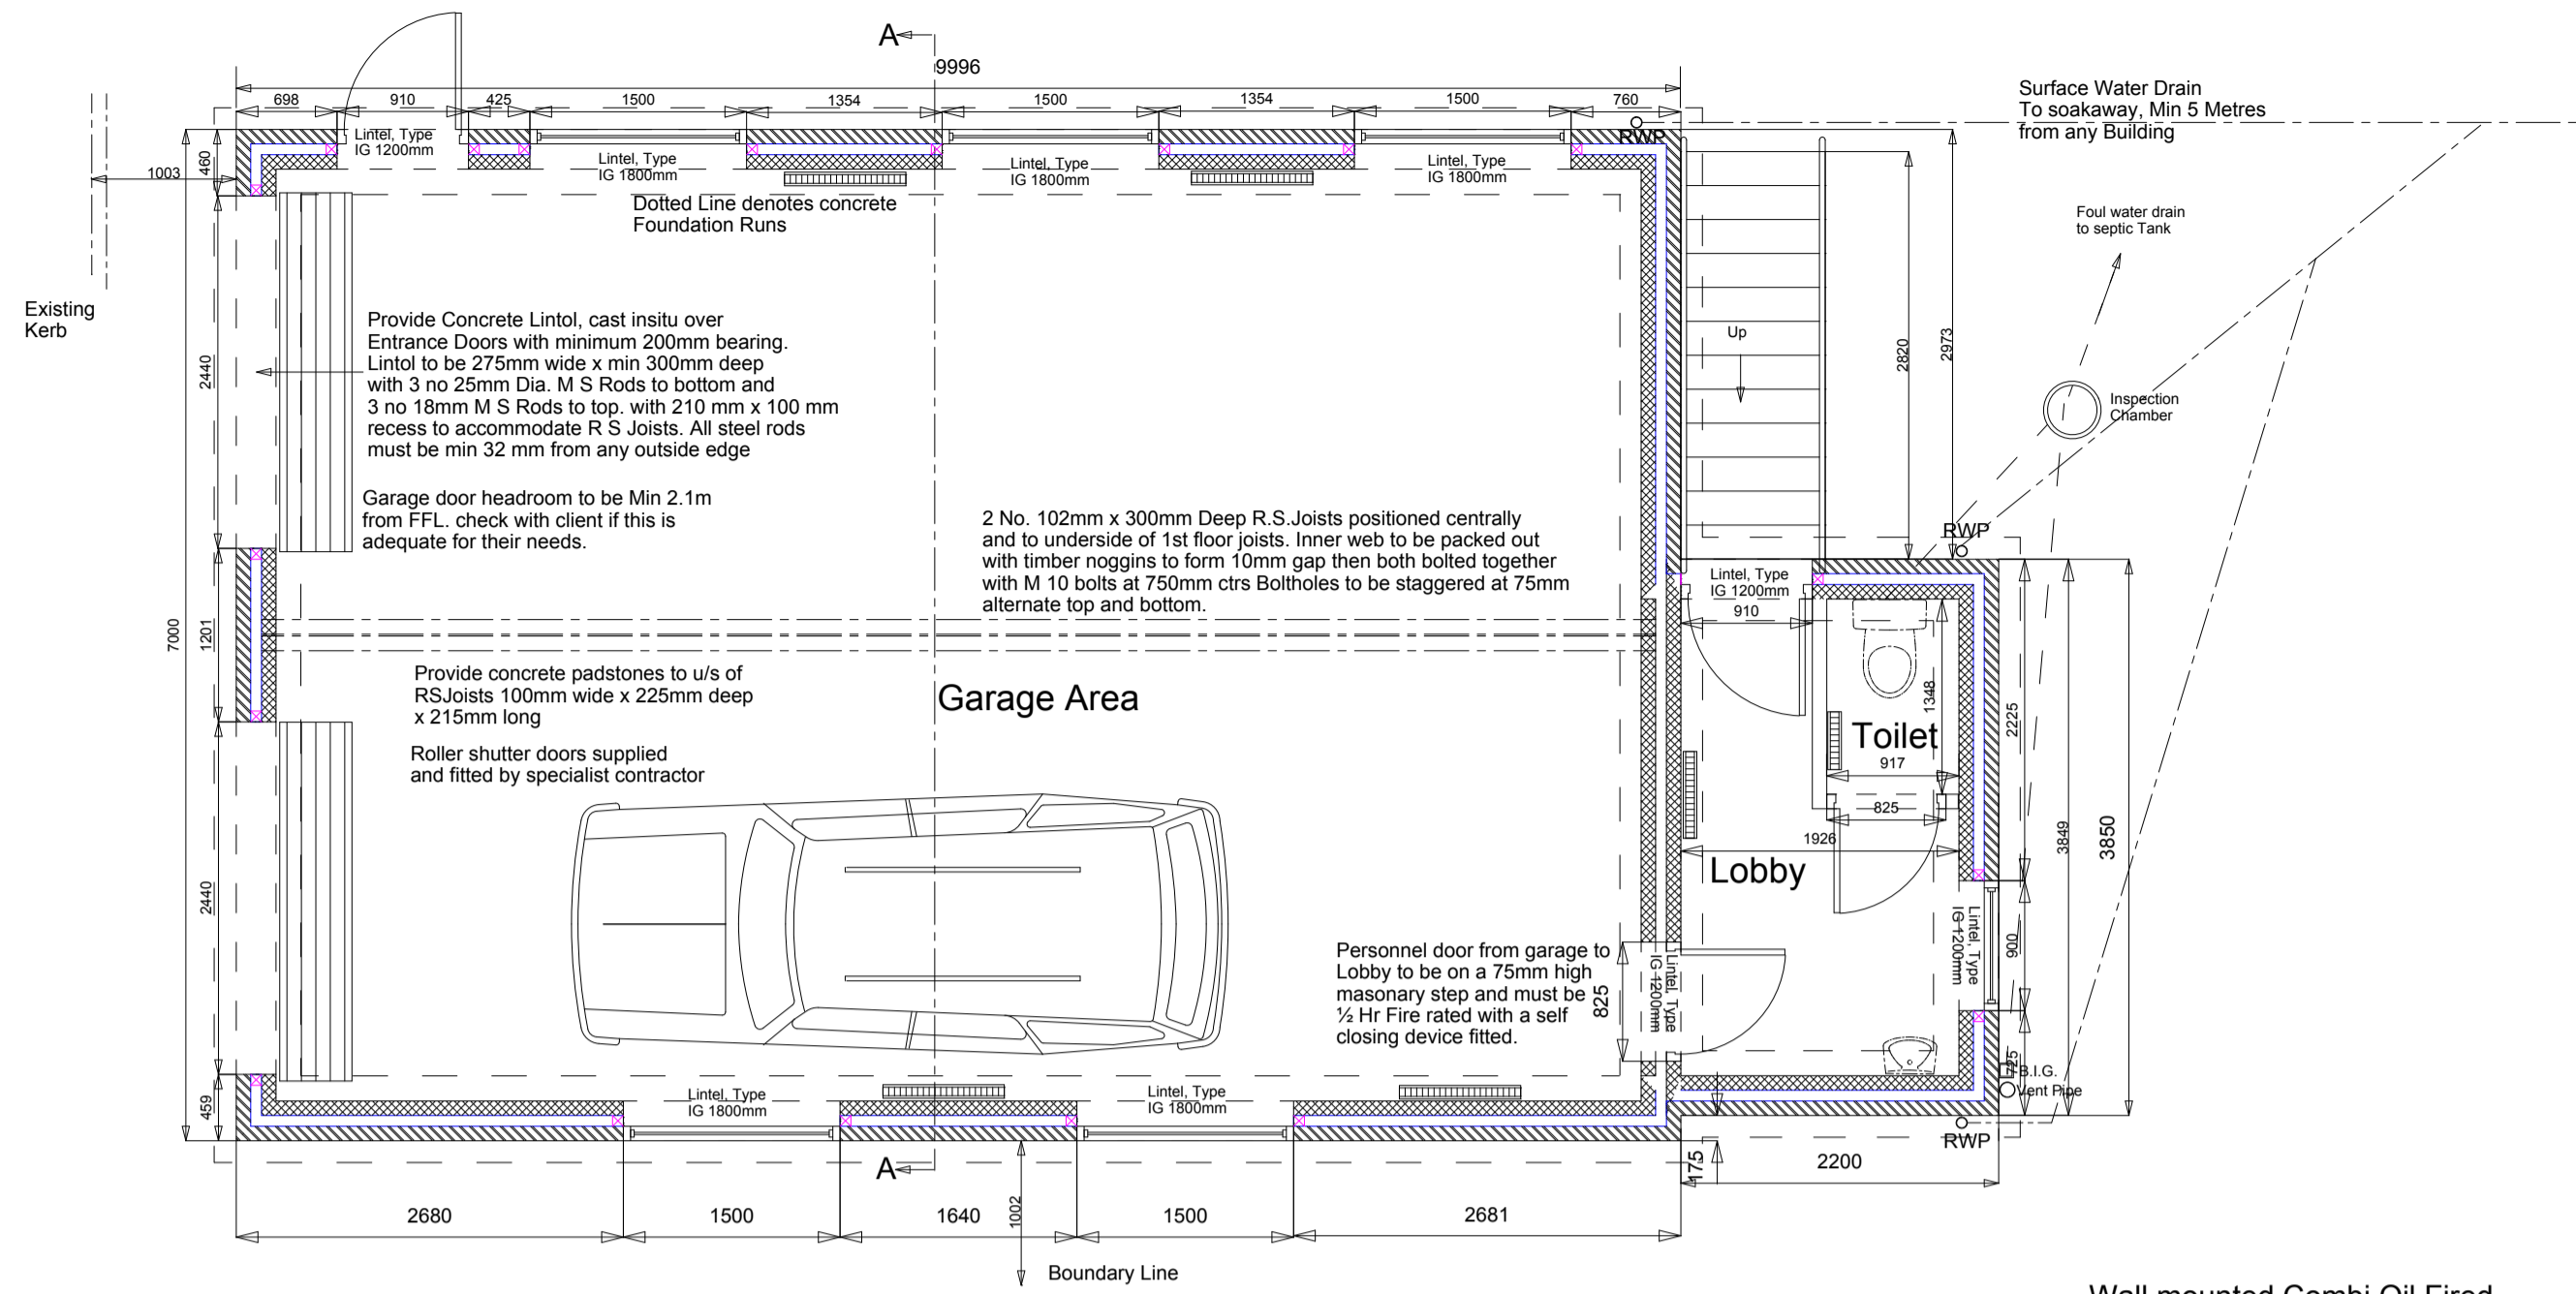 A
9996
698
910
425
1500
1354
1500
1354
1500
760
Surface Water Drain
To soakaway, Min 5 Metres
from any Building
RWP
Lintel, Type
IG 1200mm
Lintel, Type
IG 1800mm
Lintel, Type
IG 1800mm
Lintel, Type
IG 1800mm
1003
460
Dotted Line denotes concrete
Foundation Runs
Foul water drain
to septic Tank
Existing
Kerb
Provide Concrete Lintol, cast insitu over
Entrance Doors with minimum 200mm bearing.
Lintol to be 275mm wide x min 300mm deep
with 3 no 25mm Dia. M S Rods to bottom and
3 no 18mm M S Rods to top. with 210 mm x 100 mm
recess to accommodate R S Joists. All steel rods
must be min 32 mm from any outside edge
2440
Up
2820
2973
Inspection
Chamber
Garage door headroom to be Min 2.1m
from FFL. check with client if this is
adequate for their needs.
2 No. 102mm x 300mm Deep R.S.Joists positioned centrally
and to underside of 1st floor joists. Inner web to be packed out
with timber noggins to form 10mm gap then both bolted together
with M 10 bolts at 750mm ctrs Boltholes to be staggered at 75mm
alternate top and bottom.
RWP
Lintel, Type
IG 1200mm
910
7000
1201
Provide concrete padstones to u/s of
RSJoists 100mm wide x 225mm deep
x 215mm long
Garage Area
1348
Toilet
917
2225
Roller shutter doors supplied
and fitted by specialist contractor
825
1926
3849
3850
Lobby
2440
Personnel door from garage to
Lobby to be on a 75mm high
masonary step and must be
½ Hr Fire rated with a self
closing device fitted.
825
Lintel, Type
IG 1200mm
Lintel, Type
IG 1200mm
900
725
B.I.G.
Vent Pipe
459
Lintel, Type
IG 1800mm
Lintel, Type
IG 1800mm
RWP
A
175
2200
2680
1500
1640
1002
1500
2681
Boundary Line
Wall mounted Combi Oil Fired